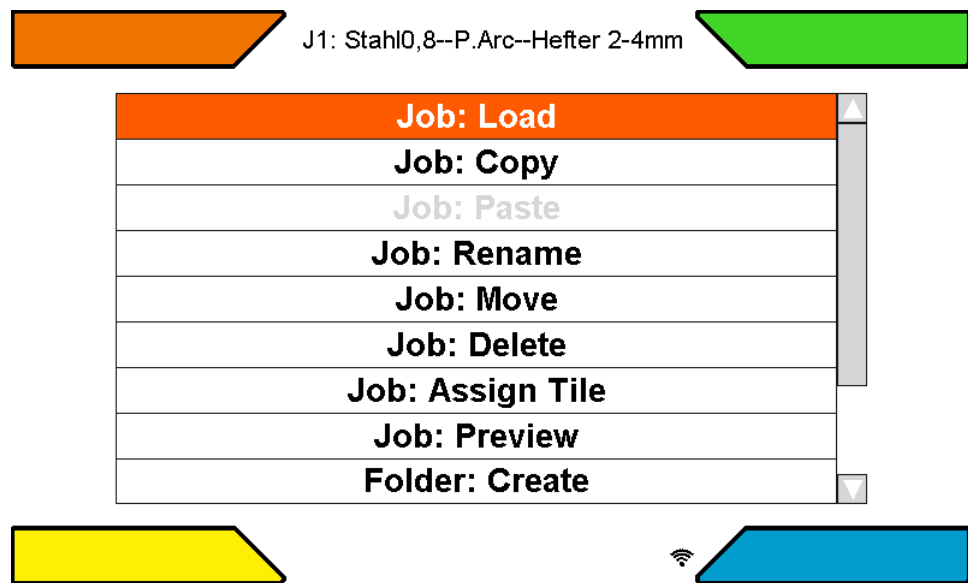 J1: Stahl0,8--P.Arc--Hefter 2-4mm
Job: Load
Job: Copy
Job: Paste
Job: Rename
Job: Move
Job: Delete
Job: Assign Tile
Job: Preview
Folder: Create